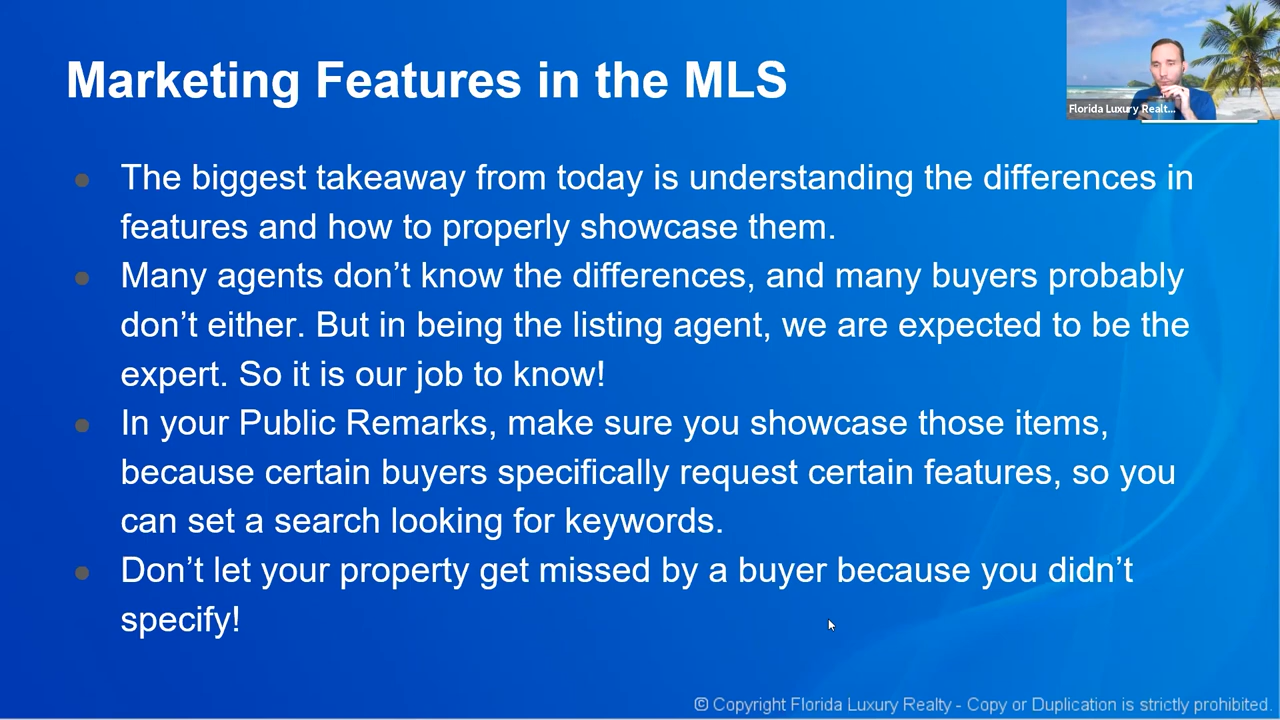 Marketing Features in the MLS
Florida Luxury Realt...
The biggest takeaway from today is understanding the differences in
features and how to properly showcase them.
Many agents don’t know the differences, and many buyers probably
don’t either. But in being the listing agent, we are expected to be the
expert. So it is our job to know!
In your Public Remarks, make sure you showcase those items,
because certain buyers specifically request certain features, so you
can set a search looking for keywords.
Don’t let your property get missed by a buyer because you didn’t
specify!
© Copyright Florida Luxury Realty - Copy or Duplication is strictly prohibited.